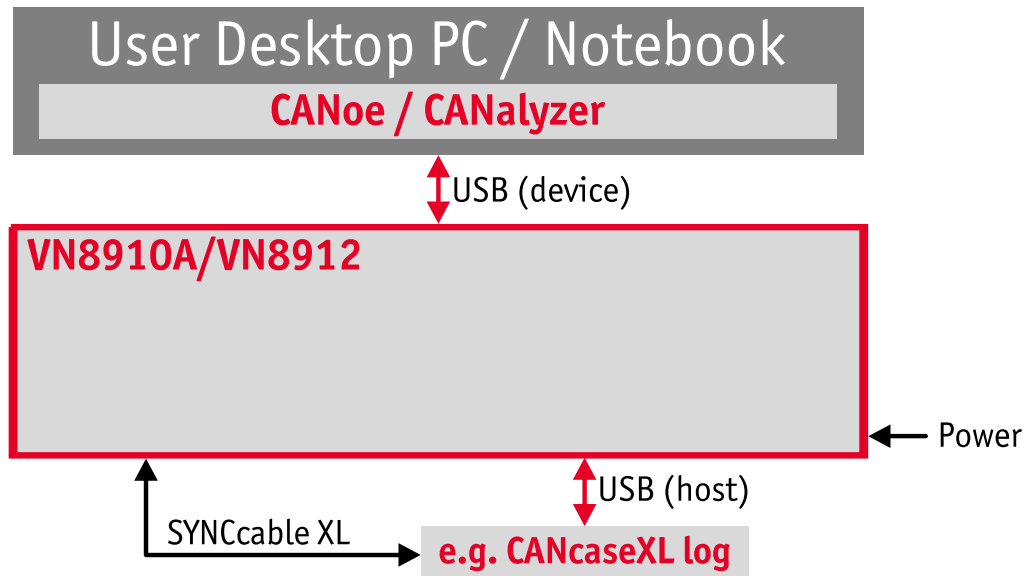 User Desktop PC / Notebook
CANoe / CANalyzer
USB (device)
VN8910A/VN8912
Power
USB (host)
SYNCcable XL
e.g. CANcaseXL log